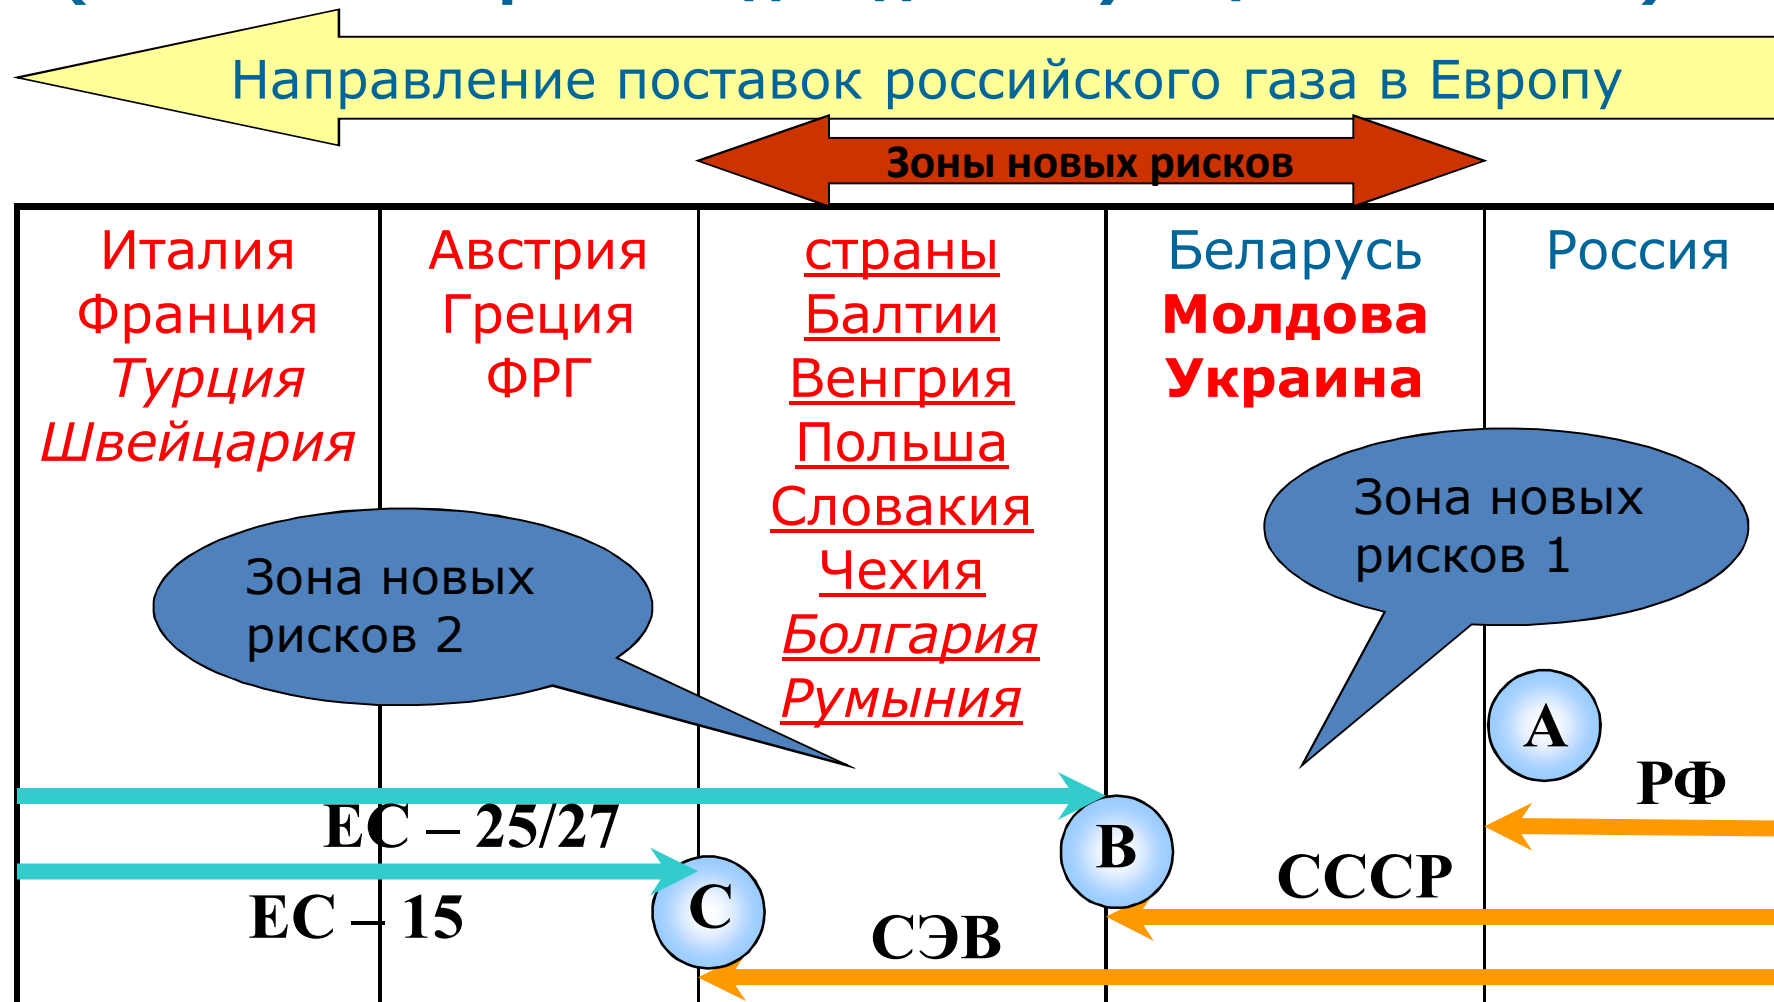 Направление поставок российского газа в Европу
Зоны новых рисков
Италия
Франция
Турция
Швейцария
Австрия
Греция
ФРГ
страны
Балтии
Венгрия
Польша
Словакия
Чехия
Болгария
Румыния
Беларусь
Молдова
Украина
Россия
Зона новых
рисков 2
Зона новых
рисков 1
А
РФ
ЕС – 25/27
В
СССР
ЕС – 15
С
СЭВ